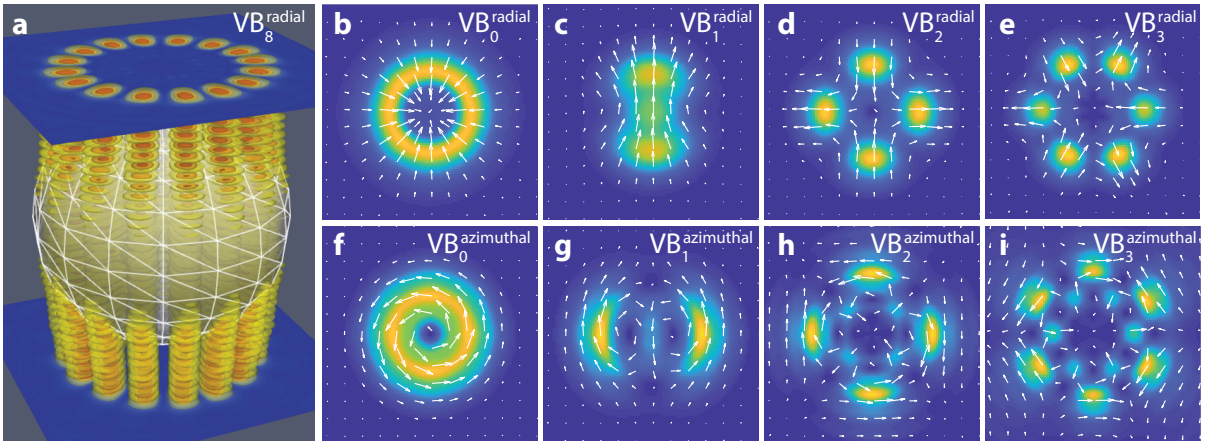 a VB₈ʳᵃᵈⁱᵃˡ
b VB₀ʳᵃᵈⁱᵃˡ
c VB₁ʳᵃᵈⁱᵃˡ
d VB₂ʳᵃᵈⁱᵃˡ
e VB₃ʳᵃᵈⁱᵃˡ
f VB₀ᵃᶻⁱᵐᵘᵗʰᵃˡ
g VB₁ᵃᶻⁱᵐᵘᵗʰᵃˡ
h VB₂ᵃᶻⁱᵐᵘᵗʰᵃˡ
i VB₃ᵃᶻⁱᵐᵘᵗʰᵃˡ